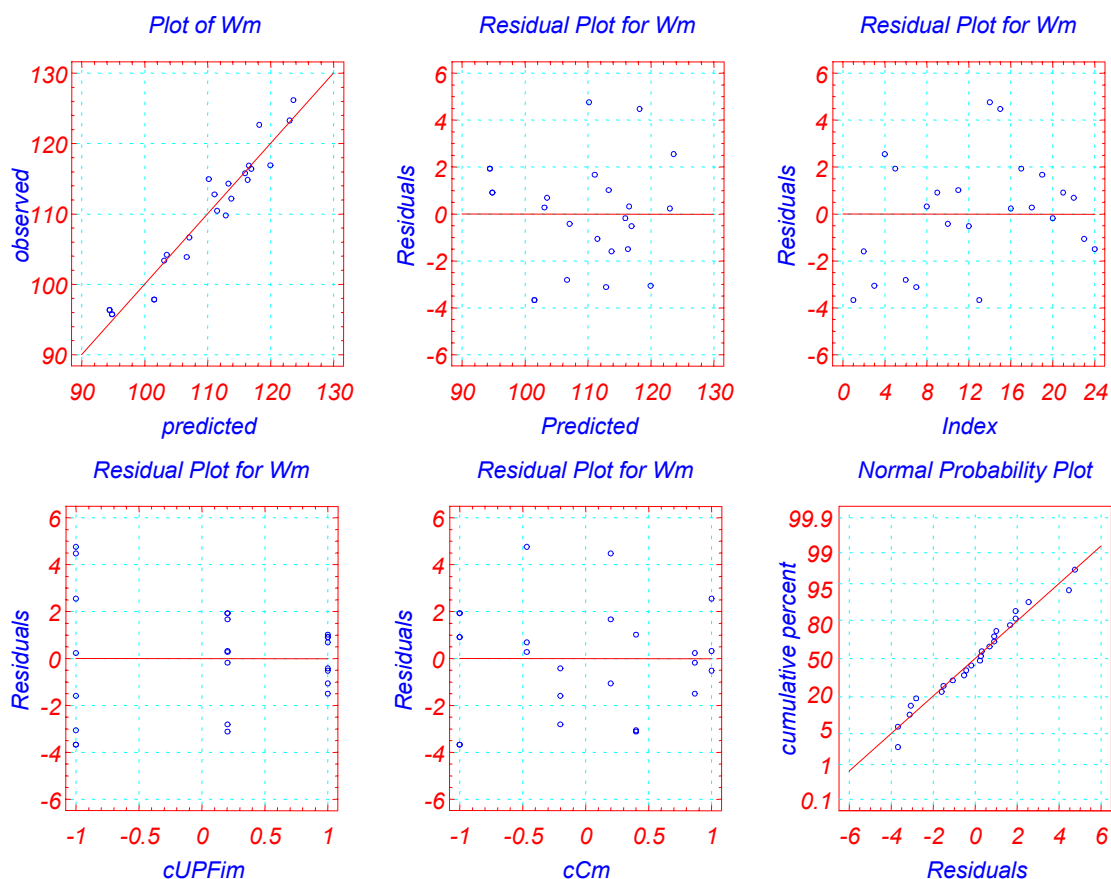 Plot of Wm
130
120
110
100
90
observed
90 100 110 120 130
predicted
Residual Plot for Wm
6
4
2
0
-2
-4
-6
Residuals
90 100 110 120 130
Predicted
Residual Plot for Wm
6
4
2
0
-2
-4
-6
Residuals
0 4 8 12 16 20 24
Index
Residual Plot for Wm
6
4
2
0
-2
-4
-6
Residuals
-1 -0.5 0 0.5 1
cUPFim
Residual Plot for Wm
6
4
2
0
-2
-4
-6
Residuals
-1 -0.5 0 0.5 1
cCm
Normal Probability Plot
99.9
99
95
80
50
20
5
1
0.1
cumulative percent
-6 -4 -2 0 2 4 6
Residuals